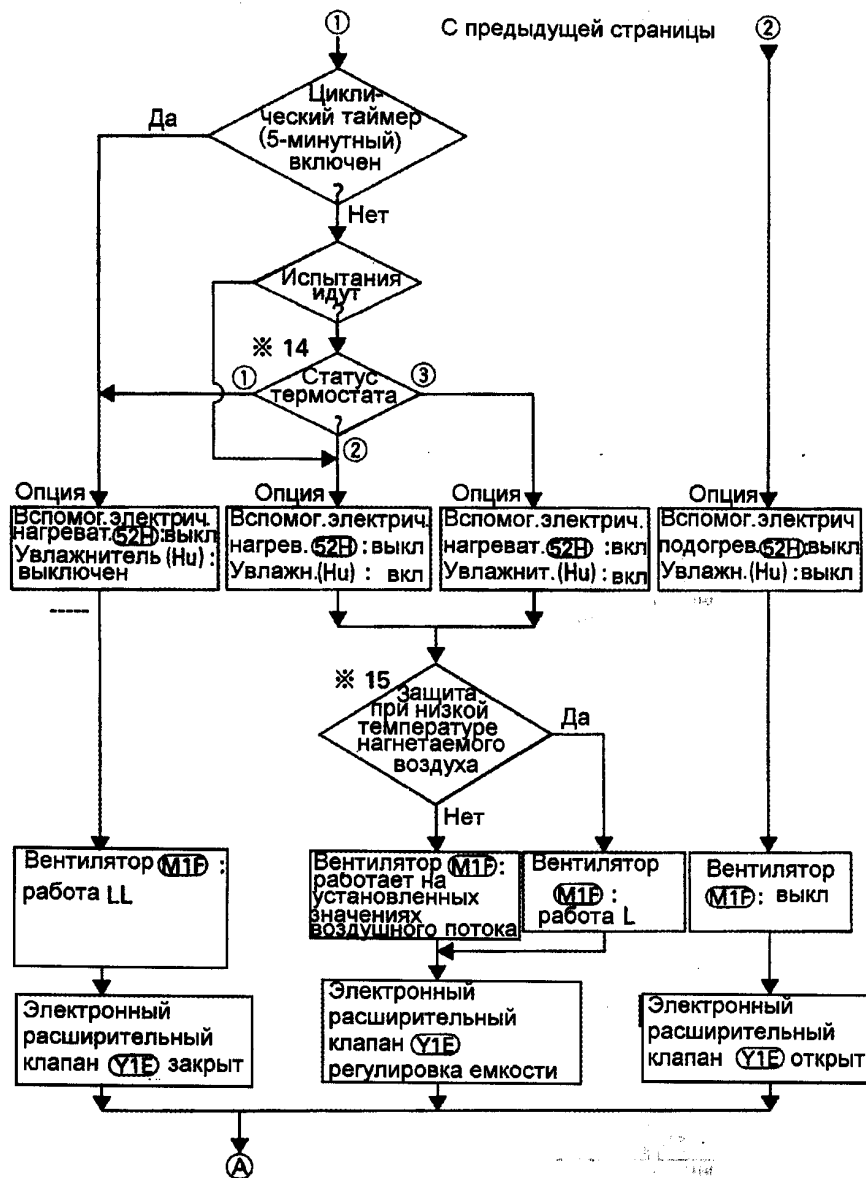 ①
С предыдущей страницы
②
Цикли-
ческий таймер
(5-минутный)
включен
?
Да
Нет
Испытания
идут
?
※ 14
①
Статус
термостата
?
③
②
Опция
Вспомог.электрич.
нагреват.52H:выкл
Увлажнитель (Hu) :
выключен
Опция
Вспомог.электрич.
нагрев.52H : выкл
Увлажн.(Hu) : вкл
Опция
Вспомог.электрич.
нагреват.52H :вкл
Увлажнит.(Hu) : вкл
Опция
Вспомог.электрич
подогрев.52H:выкл
Увлажн.(Hu) :выкл
※ 15
Защита
при низкой
температуре
нагнетаемого
воздуха
Да
Нет
Вентилятор M1F :
работа LL
Вентилятор M1F:
работает на
установленных
значениях
воздушного потока
Вентилятор
M1F :
работа L
Вентилятор
M1F : выкл
Электронный
расширительный
клапан Y1E закрыт
Электронный
расширительный
клапан Y1E
регулировка емкости
Электронный
расширительный
клапан Y1E открыт
Ⓐ